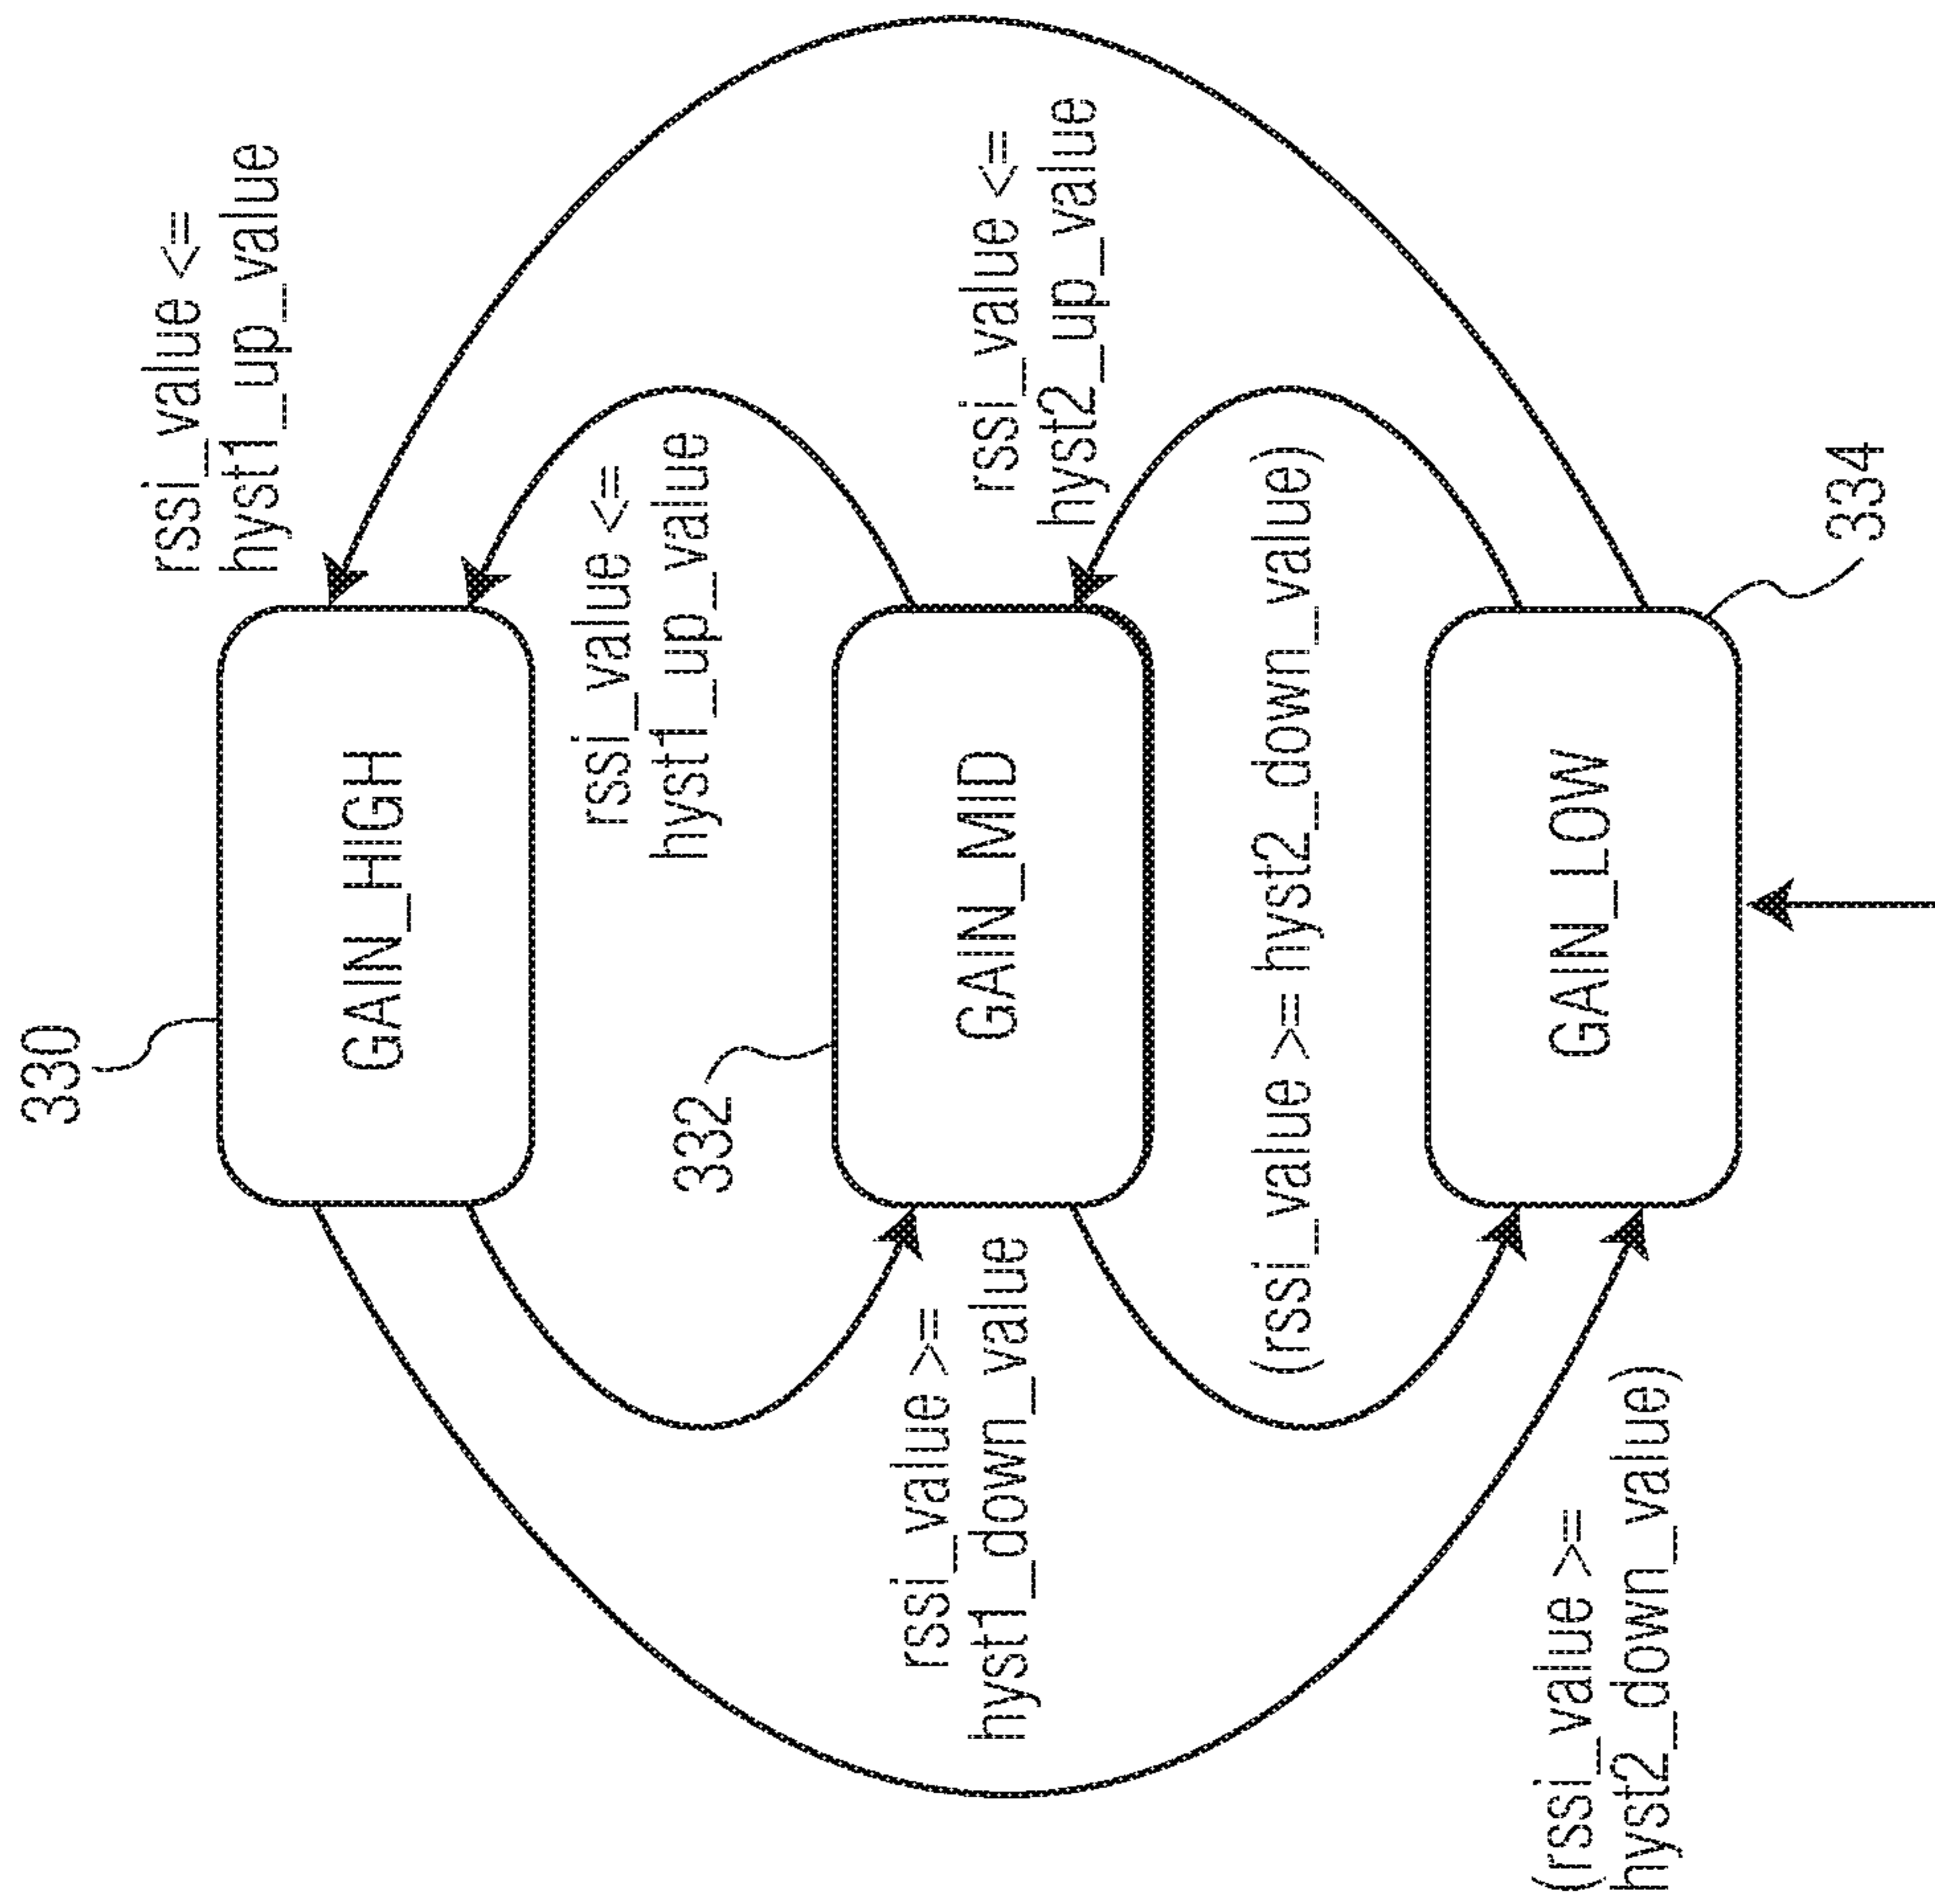 330
GAIN_HIGH
rssi_value <=
hyst1_up_value
rssi_value <=
hyst1_up_value
332
GAIN_MID
rssi_value >=
hyst1_down_value
rssi_value <=
hyst2_up_value
(rssi_value >= hyst2_down_value)
GAIN_LOW
334
(rssi_value >=
hyst2_down_value)